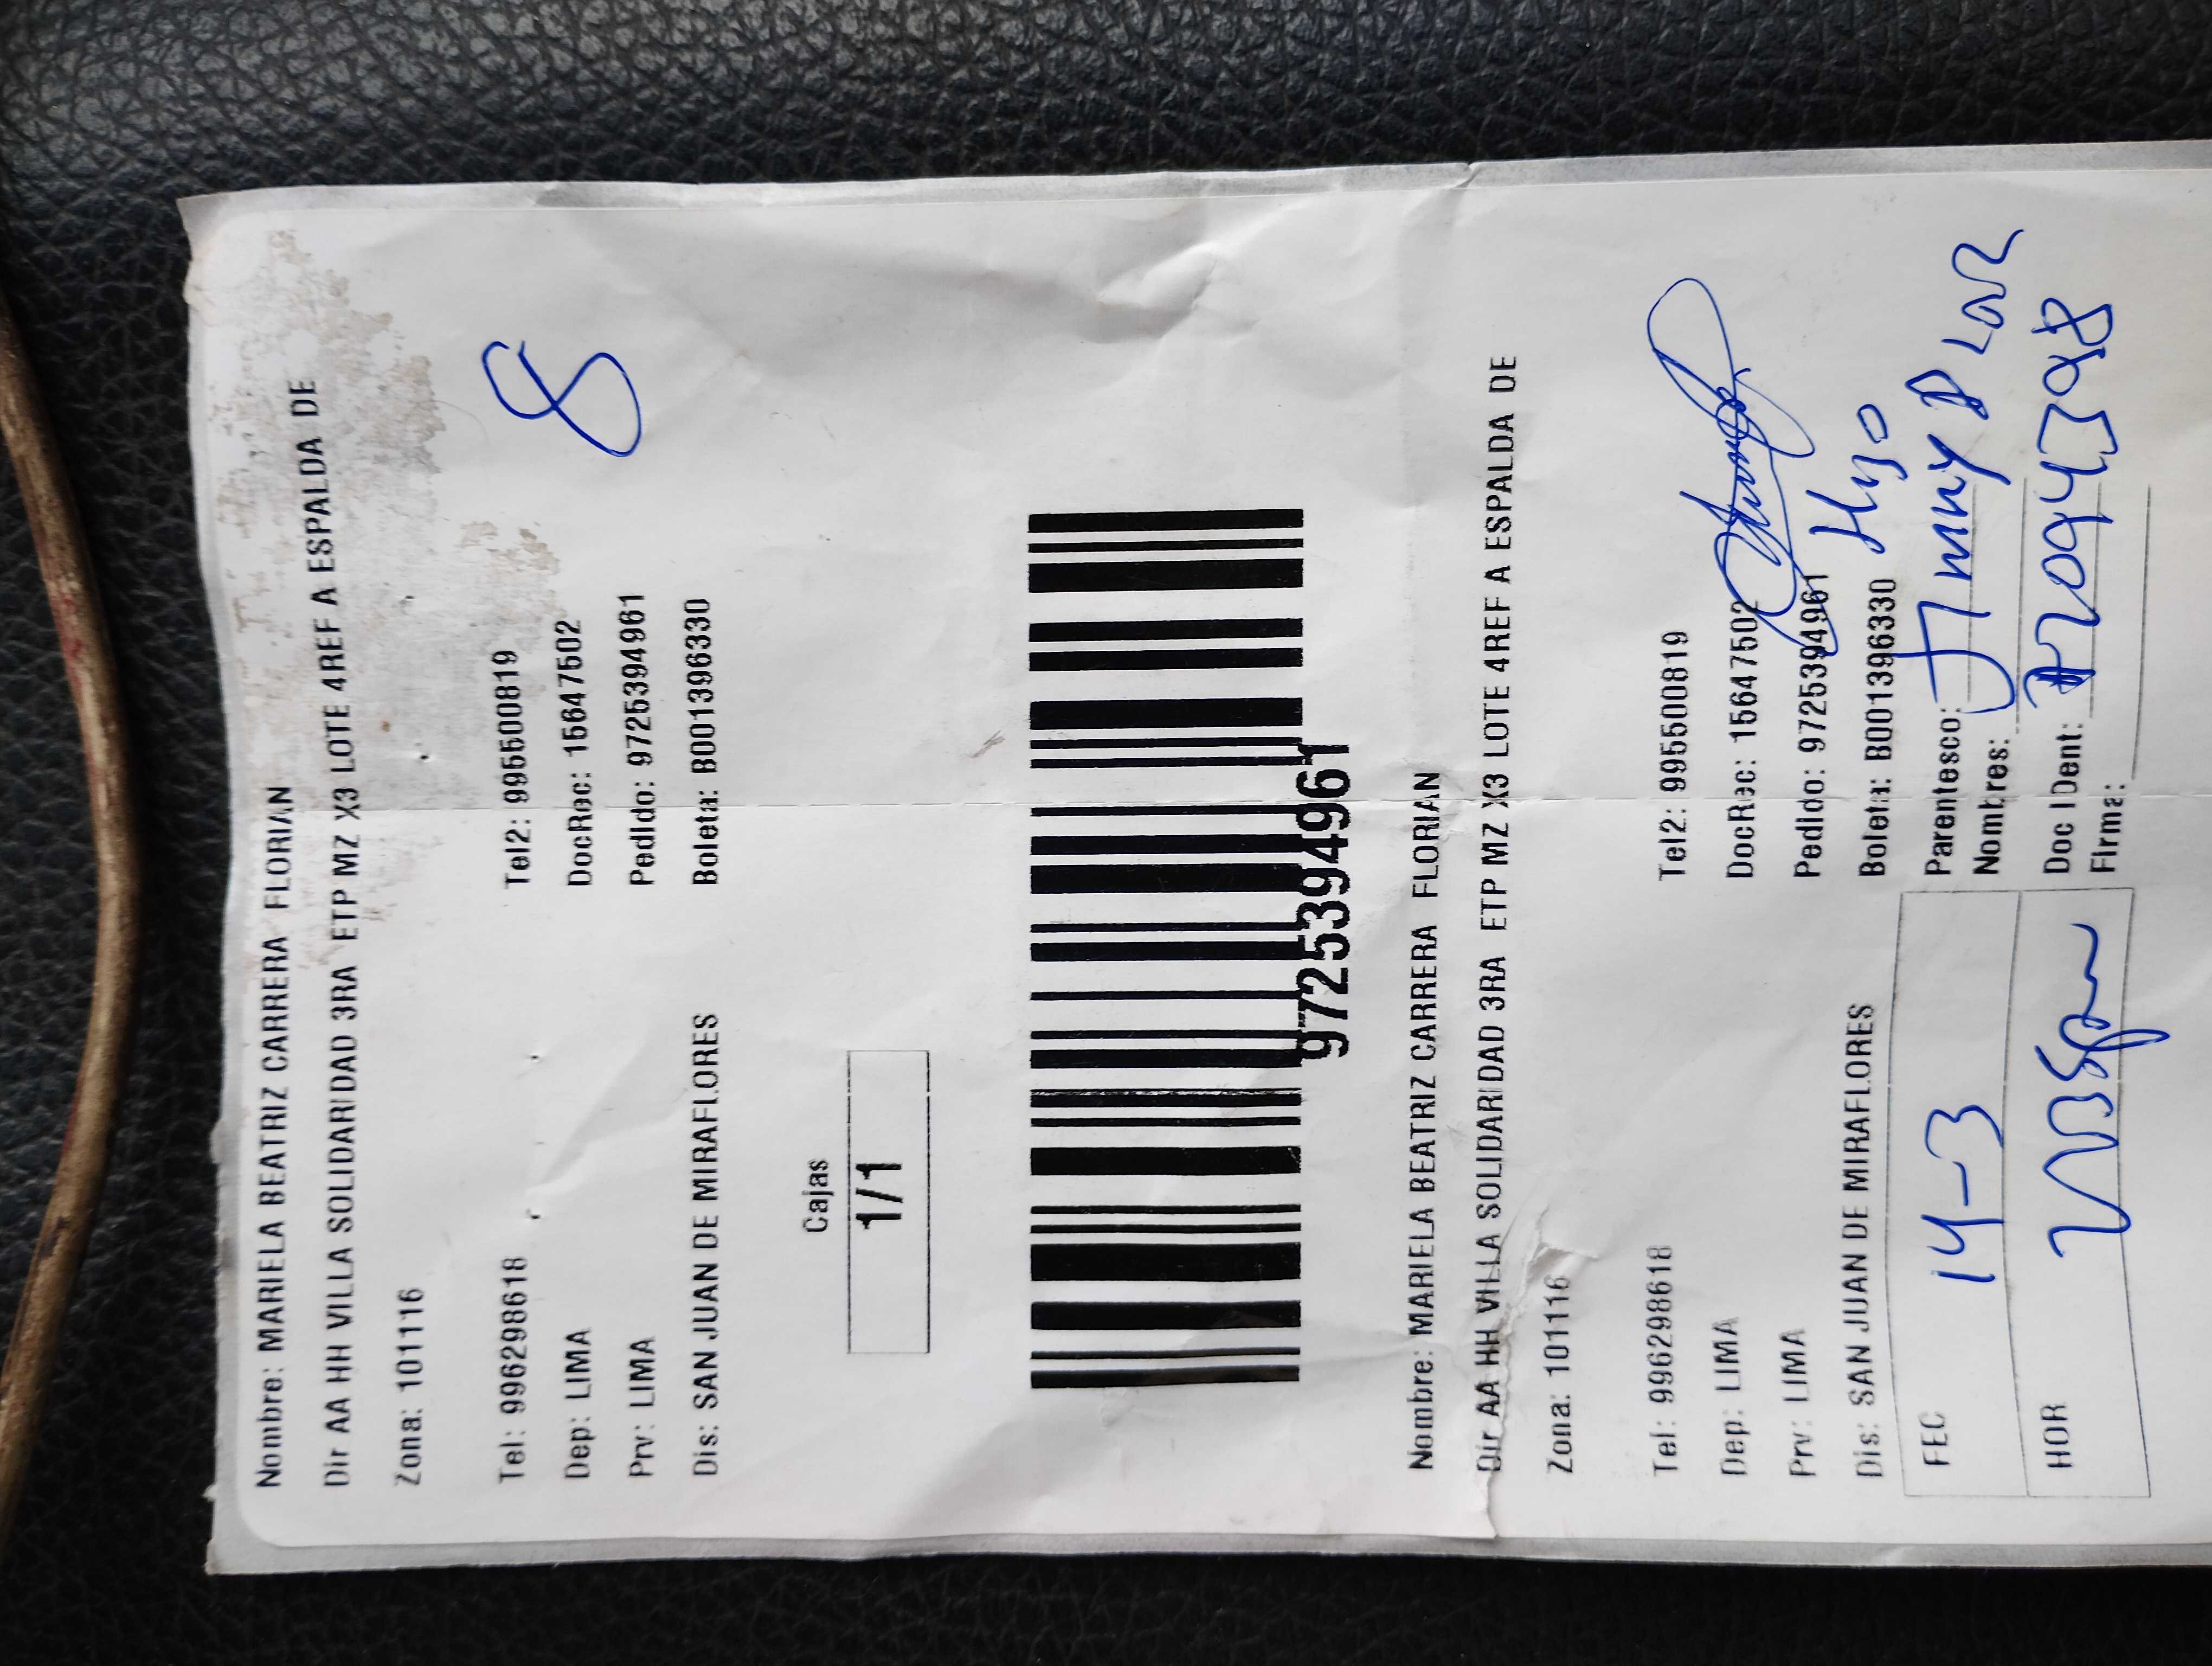 Nombre: MARIELA BEATRIZ CARRERA FLORIAN
Dir AA HH VILLA SOLIDARIDAD 3RA ETP MZ X3 LOTE 4REF A ESPALDA DE
Zona: 101116
8
Tel: 996298618 Tel2: 995500819
Dep: LIMA DocRec: 15647502
Prv: LIMA Pedido: 9725394961
Dis: SAN JUAN DE MIRAFLORES Boleta: B001396330
Cajas
1/1
9725394961
Nombre: MARIELA BEATRIZ CARRERA FLORIAN
Dir AA HH VILLA SOLIDARIDAD 3RA ETP MZ X3 LOTE 4REF A ESPALDA DE
Zona: 101116
Tel: 996298618 Tel2: 995500819
Dep: LIMA DocRec: 15647502
Prv: LIMA Pedido: 9725394961
Dis: SAN JUAN DE MIRAFLORES Boleta: B001396330
FEC 14-3 Parentesco: Hijo
Nombres: Jimmy
HOR Doc IDent:
Firma: